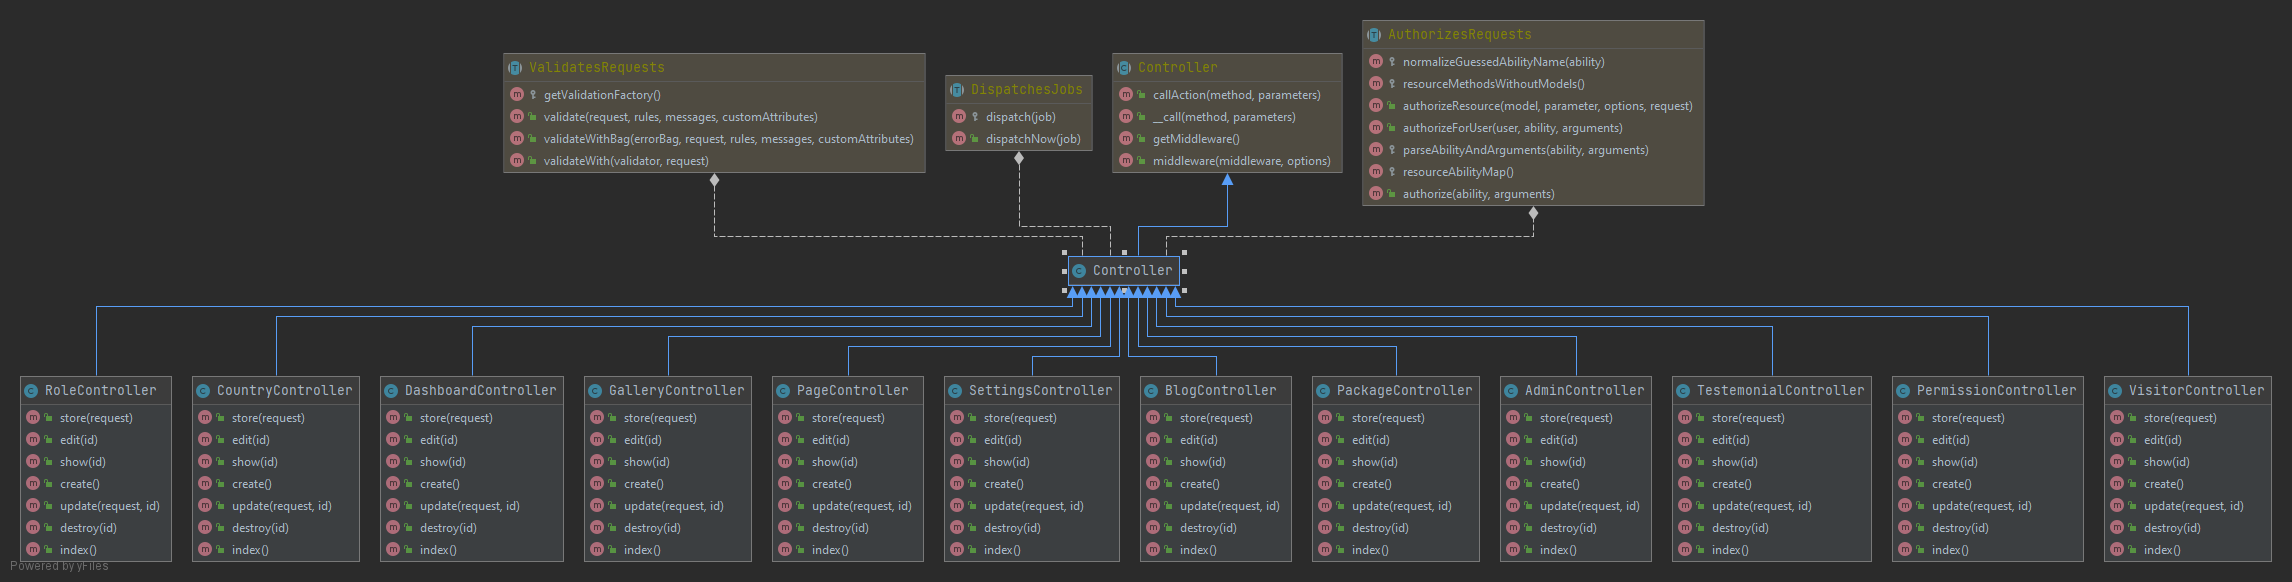 ValidatesRequests
getValidationFactory()
validate(request, rules, messages, customAttributes)
validateWithBag(errorBag, request, rules, messages, customAttributes)
validateWith(validator, request)
DispatchesJobs
dispatch(job)
dispatchNow(job)
Controller
callAction(method, parameters)
__call(method, parameters)
getMiddleware()
middleware(middleware, options)
AuthorizesRequests
normalizeGuessedAbilityName(ability)
resourceMethodsWithoutModels()
authorizeResource(model, parameter, options, request)
authorizeForUser(user, ability, arguments)
parseAbilityAndArguments(ability, arguments)
resourceAbilityMap()
authorize(ability, arguments)
Controller
RoleController
store(request)
edit(id)
show(id)
create()
update(request, id)
destroy(id)
index()
CountryController
store(request)
edit(id)
show(id)
create()
update(request, id)
destroy(id)
index()
DashboardController
store(request)
edit(id)
show(id)
create()
update(request, id)
destroy(id)
index()
GalleryController
store(request)
edit(id)
show(id)
create()
update(request, id)
destroy(id)
index()
PageController
store(request)
edit(id)
show(id)
create()
update(request, id)
destroy(id)
index()
SettingsController
store(request)
edit(id)
show(id)
create()
update(request, id)
destroy(id)
index()
BlogController
store(request)
edit(id)
show(id)
create()
update(request, id)
destroy(id)
index()
PackageController
store(request)
edit(id)
show(id)
create()
update(request, id)
destroy(id)
index()
AdminController
store(request)
edit(id)
show(id)
create()
update(request, id)
destroy(id)
index()
TestemonialController
store(request)
edit(id)
show(id)
create()
update(request, id)
destroy(id)
index()
PermissionController
store(request)
edit(id)
show(id)
create()
update(request, id)
destroy(id)
index()
VisitorController
store(request)
edit(id)
show(id)
create()
update(request, id)
destroy(id)
index()
Powered by yFiles